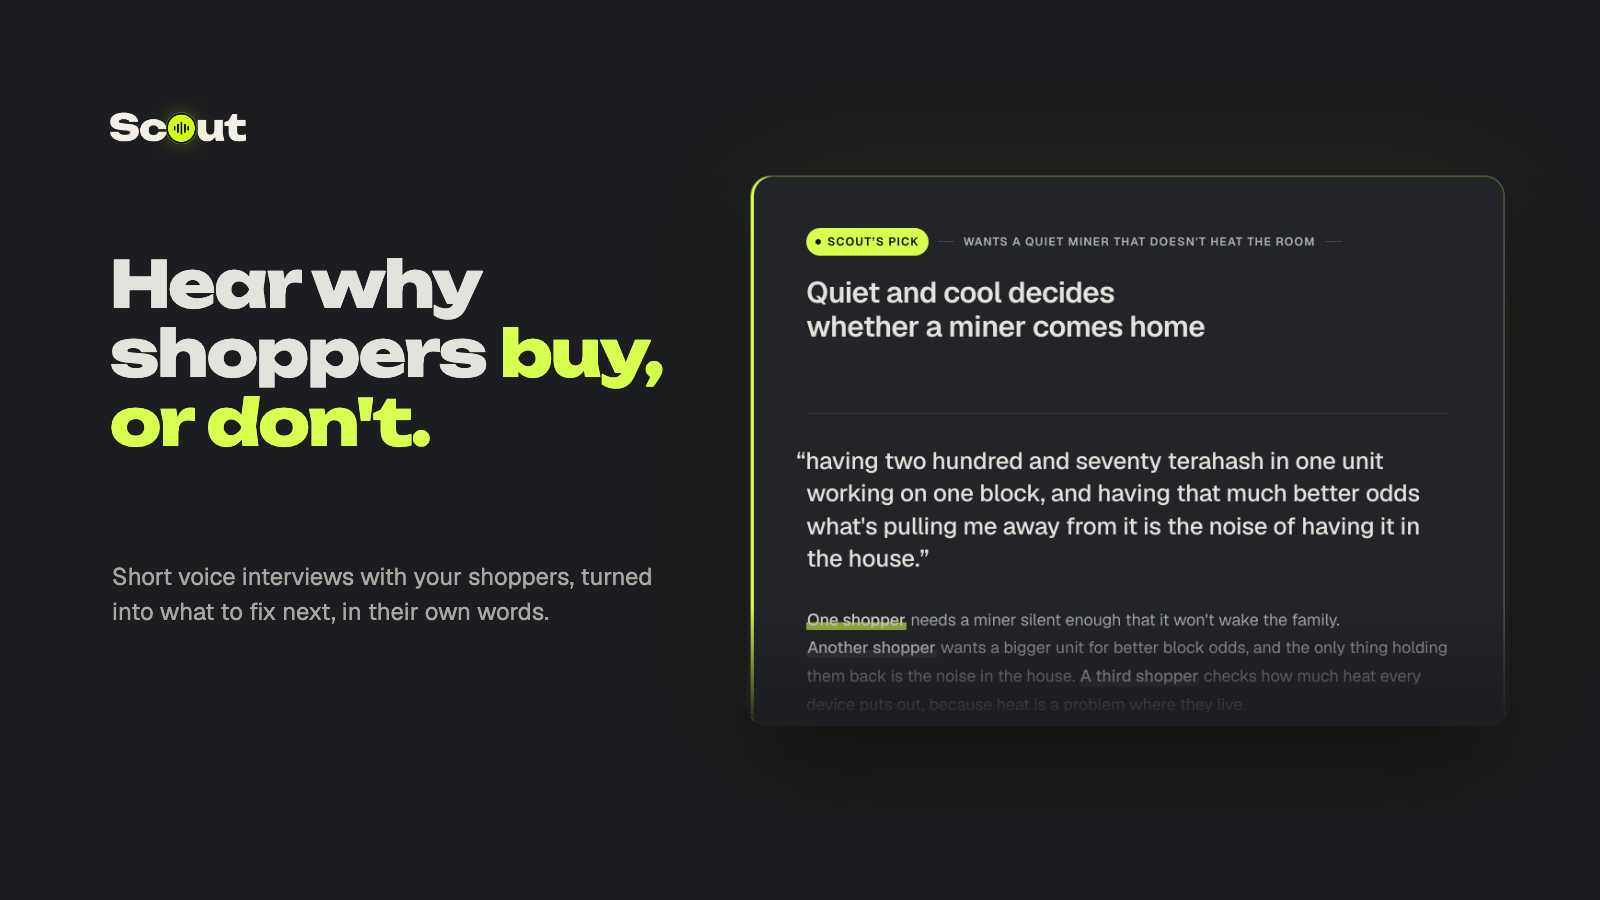 Scout
Hear why
shoppers buy,
or don't.
Short voice interviews with your shoppers, turned
into what to fix next, in their own words.
SCOUT'S PICK — WANTS A QUIET MINER THAT DOESN'T HEAT THE ROOM —
Quiet and cool decides
whether a miner comes home
“having two hundred and seventy terahash in one unit
working on one block, and having that much better odds
what's pulling me away from it is the noise of having it in
the house.”
One shopper needs a miner silent enough that it won't wake the family.
Another shopper wants a bigger unit for better block odds, and the only thing holding
them back is the noise in the house. A third shopper checks how much heat every
device puts out, because heat is a problem where they live.